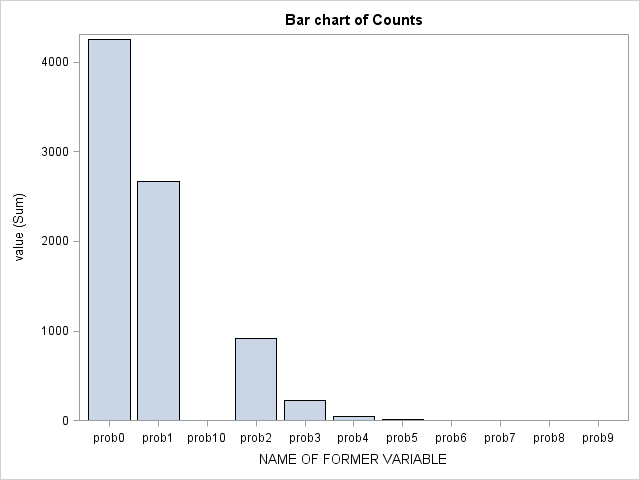 Bar chart of Counts
4000
3000
2000
1000
0
value (Sum)
prob0 prob1 prob10 prob2 prob3 prob4 prob5 prob6 prob7 prob8 prob9
NAME OF FORMER VARIABLE